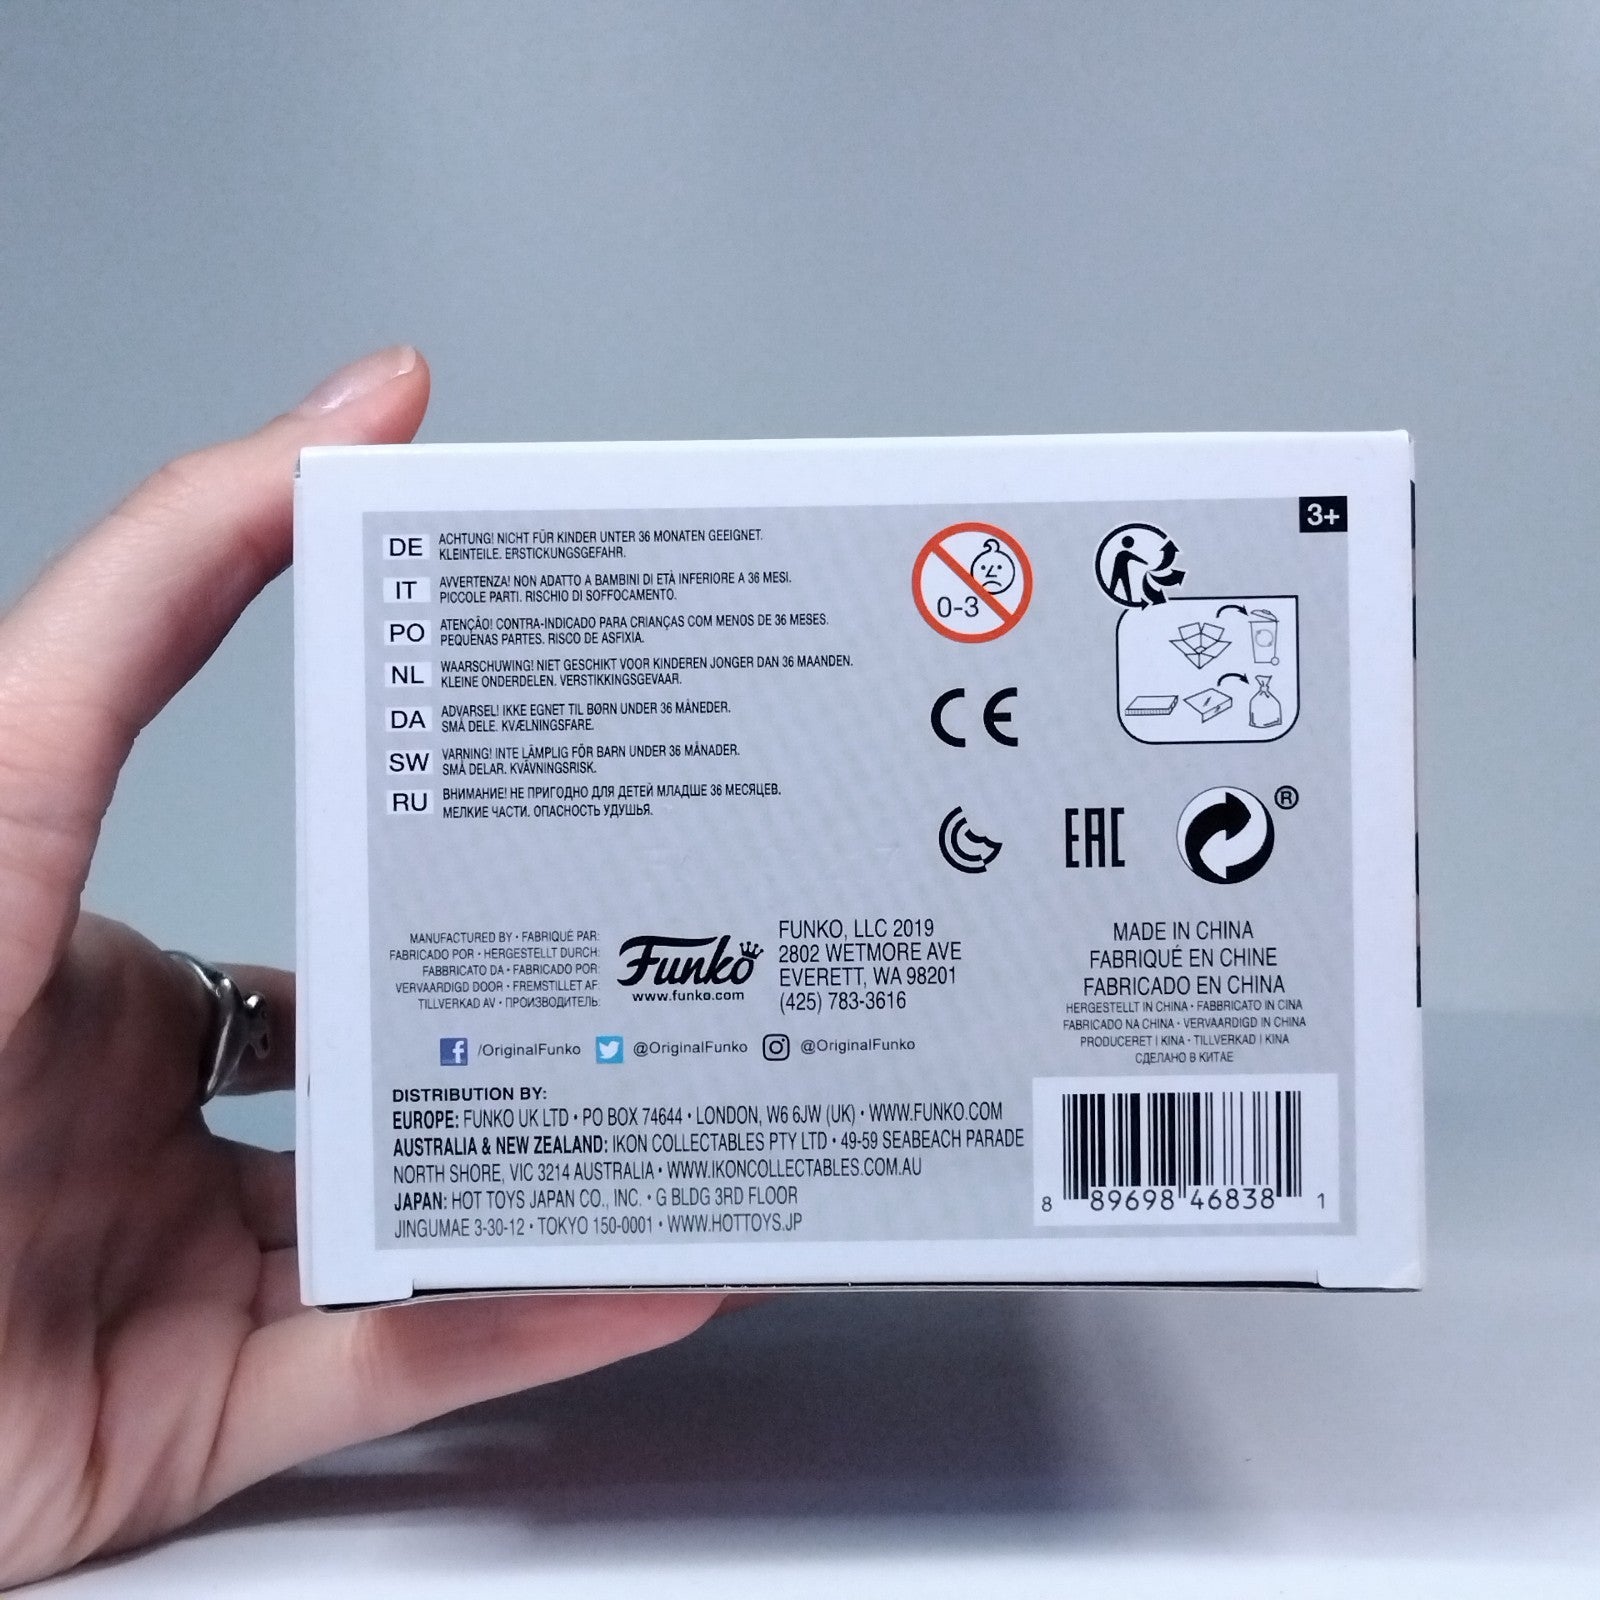 3+
DE
ACHTUNG! NICHT FÜR KINDER UNTER 36 MONATEN GEEIGNET.
KLEINTEILE. ERSTICKUNGSGEFAHR.
IT
AVVERTENZA! NON ADATTO A BAMBINI DI ETÀ INFERIORE A 36 MESI.
PICCOLE PARTI. RISCHIO DI SOFFOCAMENTO.
PO
ATENÇÃO! CONTRA-INDICADO PARA CRIANÇAS COM MENOS DE 36 MESES.
PEQUENAS PARTES. RISCO DE ASFIXIA.
NL
WAARSCHUWING! NIET GESCHIKT VOOR KINDEREN JONGER DAN 36 MAANDEN.
KLEINE ONDERDELEN. VERSTIKKINGSGEVAAR.
DA
ADVARSEL! IKKE EGNET TIL BØRN UNDER 36 MÅNEDER.
SMÅ DELE. KVÆLNINGSFARE.
SW
VARNING! INTE LÄMPLIG FÖR BARN UNDER 36 MÅNADER.
SMÅ DELAR. KVÄVNINGSRISK.
RU
ВНИМАНИЕ! НЕ ПРИГОДНО ДЛЯ ДЕТЕЙ МЛАДШЕ 36 МЕСЯЦЕВ.
МЕЛКИЕ ЧАСТИ. ОПАСНОСТЬ УДУШЬЯ.
0-3
CE
EAC
®
MANUFACTURED BY • FABRIQUÉ PAR:
FABRICADO POR • HERGESTELLT DURCH:
FABBRICATO DA • FABRICADO POR:
VERVAARDIGD DOOR • FREMSTILLET AF:
TILLVERKAD AV • ПРОИЗВОДИТЕЛЬ:
Funko
www.funko.com
FUNKO, LLC 2019
2802 WETMORE AVE
EVERETT, WA 98201
(425) 783-3616
MADE IN CHINA
FABRIQUÉ EN CHINE
FABRICADO EN CHINA
HERGESTELLT IN CHINA • FABBRICATO IN CINA
FABRICADO NA CHINA • VERVAARDIGD IN CHINA
PRODUCERET I KINA • TILLVERKAD I KINA
СДЕЛАНО В КИТАЕ
f /OriginalFunko @OriginalFunko @OriginalFunko
DISTRIBUTION BY:
EUROPE: FUNKO UK LTD • PO BOX 74644 • LONDON, W6 6JW (UK) • WWW.FUNKO.COM
AUSTRALIA & NEW ZEALAND: IKON COLLECTABLES PTY LTD • 49-59 SEABEACH PARADE
NORTH SHORE, VIC 3214 AUSTRALIA • WWW.IKONCOLLECTABLES.COM.AU
JAPAN: HOT TOYS JAPAN CO., INC. • G BLDG 3RD FLOOR
JINGUMAE 3-30-12 • TOKYO 150-0001 • WWW.HOTTOYS.JP
8 89698 46838 1